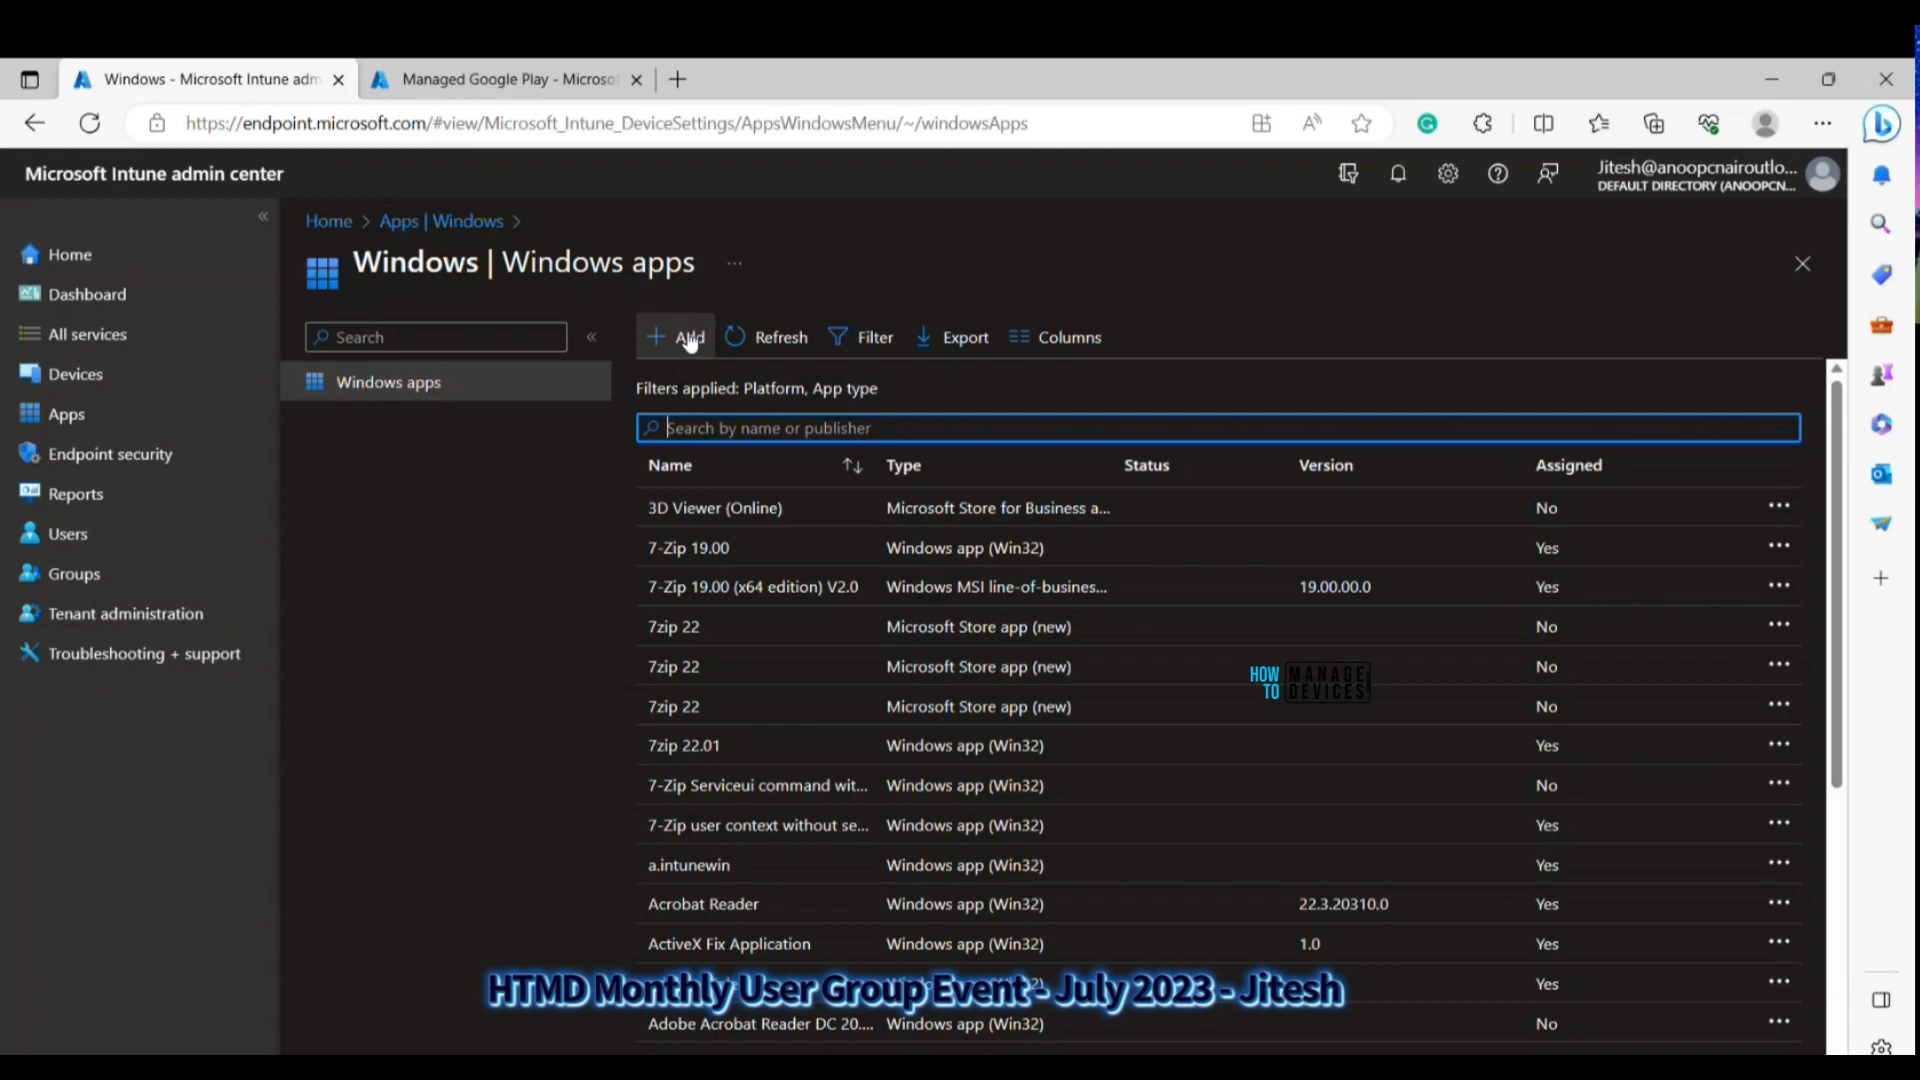 Windows - Microsoft Intune adm
Managed Google Play - Microsof
https://endpoint.microsoft.com/#view/Microsoft_Intune_DeviceSettings/AppsWindowsMenu/~/windowsApps
Microsoft Intune admin center
Jitesh@anoopcnairoutlo...
DEFAULT DIRECTORY (ANOOPCN...
Home
Dashboard
All services
Devices
Apps
Endpoint security
Reports
Users
Groups
Tenant administration
Troubleshooting + support
Home > Apps | Windows >
Windows | Windows apps ...
Search
Windows apps
Add Refresh Filter Export Columns
Filters applied: Platform, App type
Search by name or publisher
Name Type Status Version Assigned
3D Viewer (Online) Microsoft Store for Business a... No
7-Zip 19.00 Windows app (Win32) Yes
7-Zip 19.00 (x64 edition) V2.0 Windows MSI line-of-busines... 19.00.00.0 Yes
7zip 22 Microsoft Store app (new) No
7zip 22 Microsoft Store app (new) No
7zip 22 Microsoft Store app (new) No
7zip 22.01 Windows app (Win32) Yes
7-Zip Serviceui command wit... Windows app (Win32) No
7-Zip user context without se... Windows app (Win32) Yes
a.intunewin Windows app (Win32) Yes
Acrobat Reader Windows app (Win32) 22.3.20310.0 Yes
ActiveX Fix Application Windows app (Win32) 1.0 Yes
Yes
Adobe Acrobat Reader DC 20.... Windows app (Win32) No
HOW TO MANAGE DEVICES
HTMD Monthly User Group Event - July 2023 - Jitesh